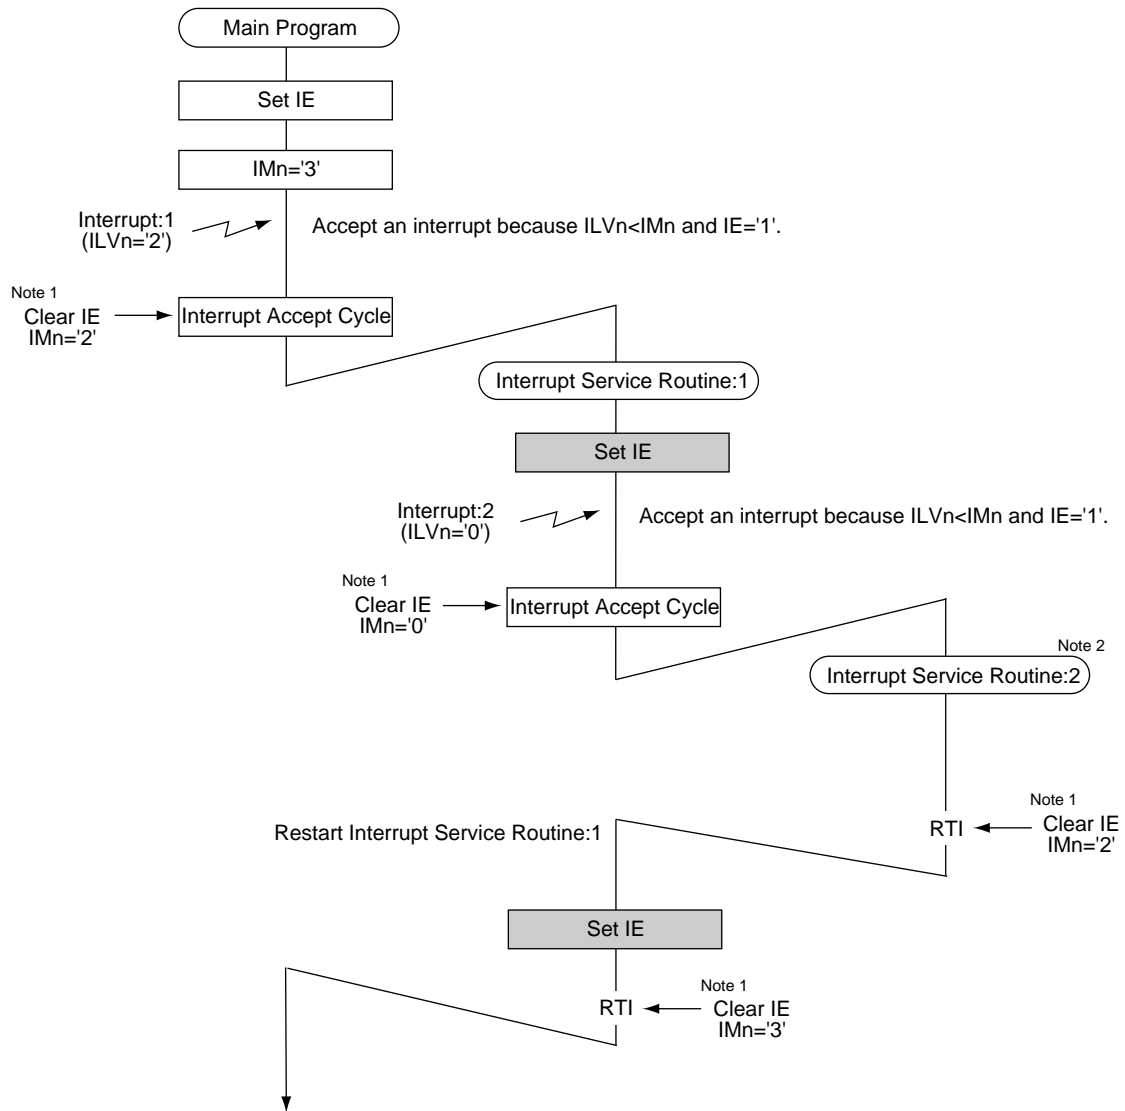 Main Program
Set IE
IMn='3'
Interrupt:1
(ILVn='2')
Accept an interrupt because ILVn<IMn and IE='1'.
Note 1
Clear IE
IMn='2'
Interrupt Accept Cycle
Interrupt Service Routine:1
Set IE
Interrupt:2
(ILVn='0')
Accept an interrupt because ILVn<IMn and IE='1'.
Note 1
Clear IE
IMn='0'
Interrupt Accept Cycle
Note 2
Interrupt Service Routine:2
Note 1
RTI
Clear IE
IMn='2'
Restart Interrupt Service Routine:1
Set IE
Note 1
RTI
Clear IE
IMn='3'